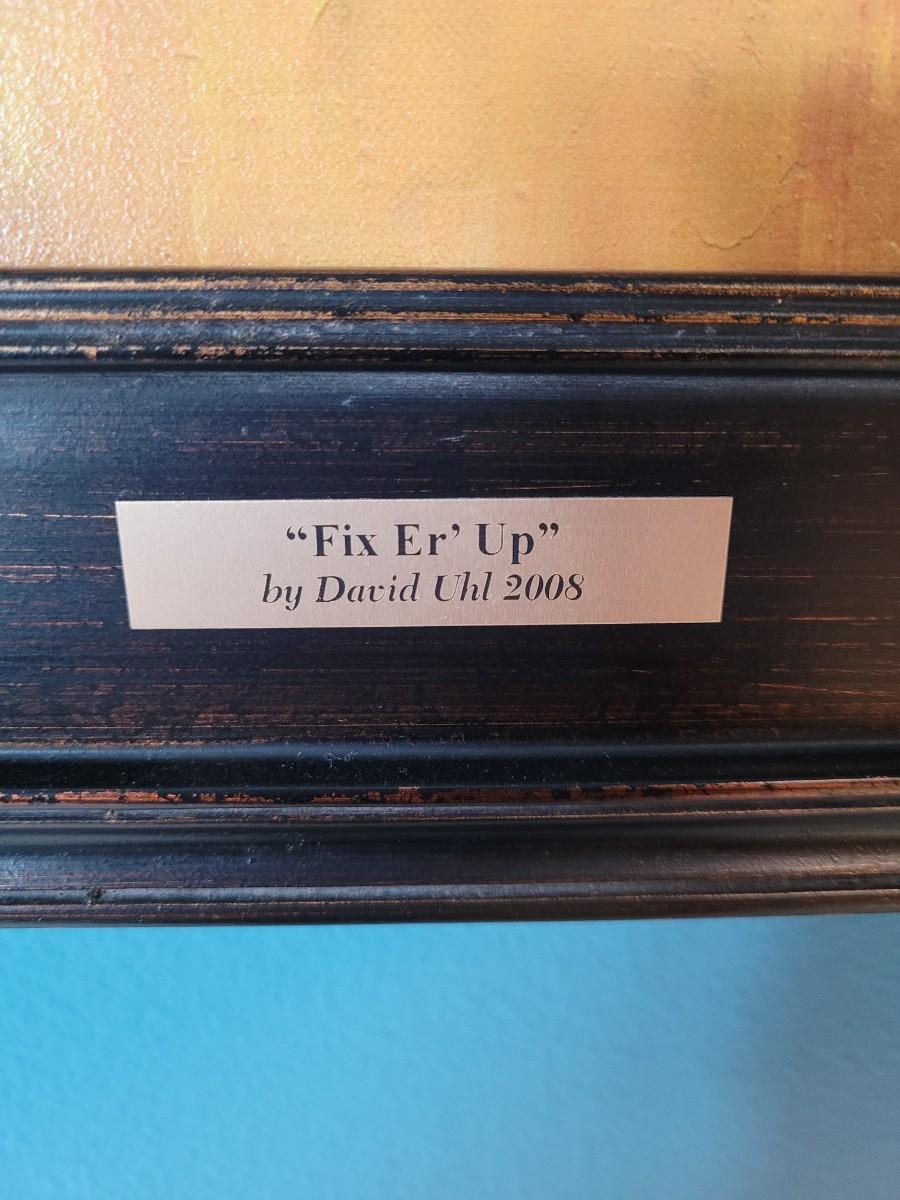 “Fix Er’ Up”
by David Uhl 2008